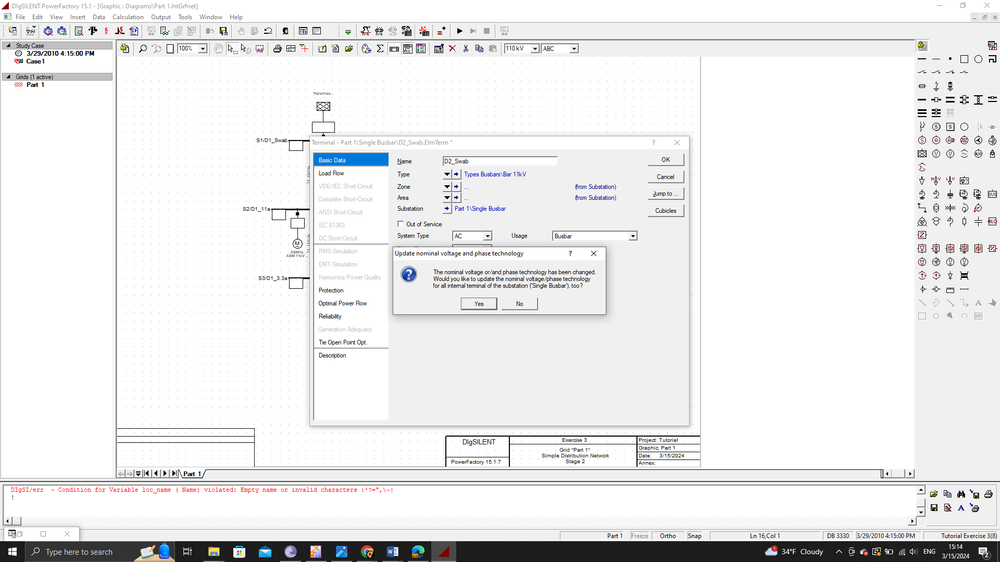 DIgSILENT PowerFactory 15.1 - [Graphic : Diagrams\Part 1.IntGrfnet]
File Edit View Insert Data Calculation Output Tools Window Help
100%
110 kV
ABC
Study Case
3/29/2010 4:15:00 PM
Case1
Grids (1 active)
Part 1
Transmiss..
S1/D1_Swab
S2/D1_11a
ASM1a
ASM 11kV ..
S3/D1_3.3a
Terminal - Part 1\Single Busbar\D2_Swab.ElmTerm *
Basic Data
Load Flow
VDE/IEC Short-Circuit
Complete Short-Circuit
ANSI Short-Circuit
IEC 61363
DC Short-Circuit
RMS-Simulation
EMT-Simulation
Harmonics/Power Quality
Protection
Optimal Power Flow
Reliability
Generation Adequacy
Tie Open Point Opt.
Description
Name D2_Swab
Type Types Busbars\Bar 11kV
Zone ... (from Substation)
Area ... (from Substation)
Substation Part 1\Single Busbar
Out of Service
System Type AC Usage Busbar
OK
Cancel
Jump to ...
Cubicles
Update nominal voltage and phase technology
The nominal voltage or/and phase technology has been changed.
Would you like to update the nominal voltage/phase technology
for all internal terminal of the substation ('Single Busbar'), too?
Yes No
DIgSILENT
PowerFactory 15.1.7
Exercise 3
Grid "Part 1"
Simple Distribution Network
Stage 2
Project: Tutorial
Graphic: Part 1
Date: 3/15/2024
Annex:
Part 1
DIgSI/err - Condition for Variable loc_name ( Name) violated: Empty name or invalid characters :*?=",\~|
!
Part 1 Freeze Ortho Snap Ln 16,Col 1 DB 3330 3/29/2010 4:15:00 PM Tutorial Exercise 3(8)
Type here to search
34°F Cloudy
ENG
15:14
3/15/2024
2